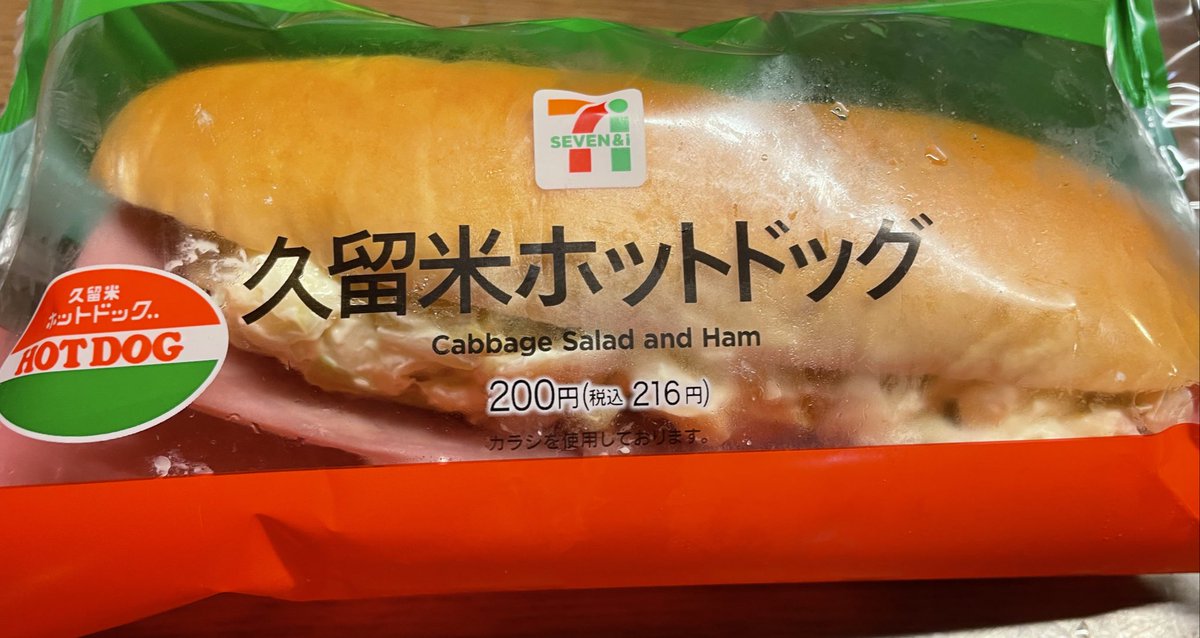 SEVEN&i
久留米ホットドッグ
Cabbage Salad and Ham
200円(税込 216円)
カラシを使用しております。
久留米
ホットドッグ
HOT DOG